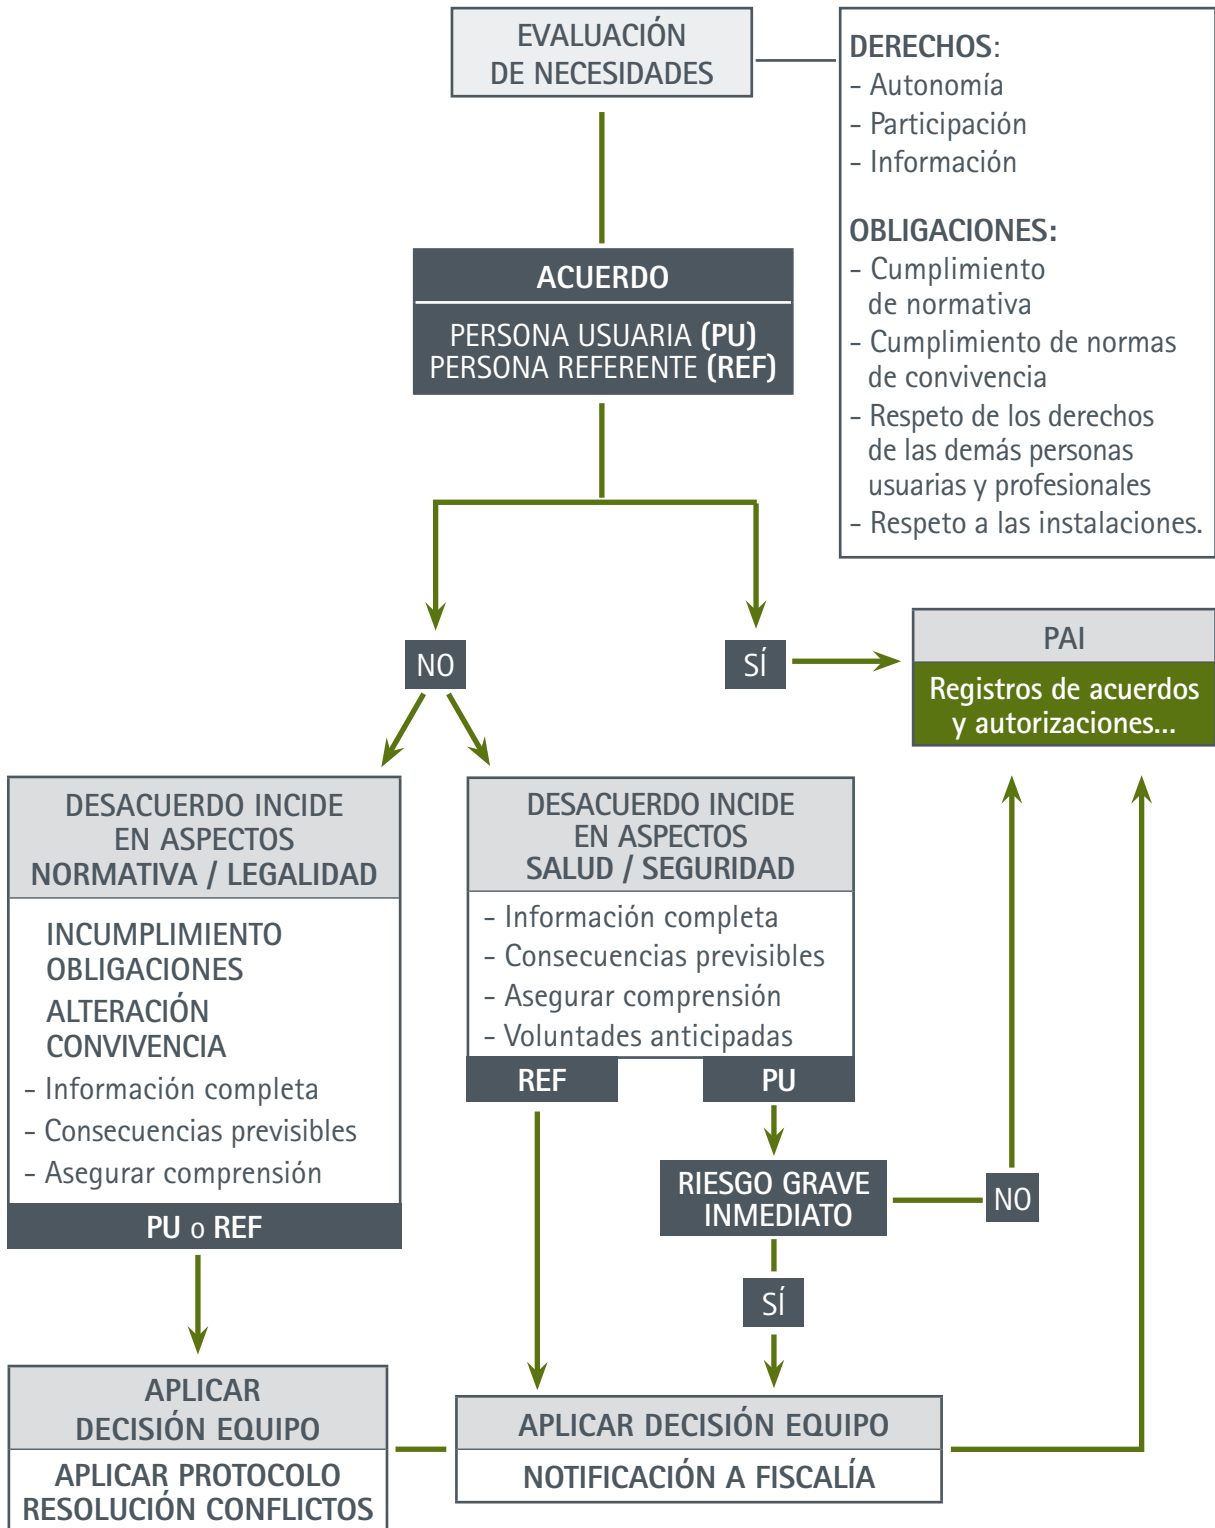 EVALUACIÓN
DE NECESIDADES
DERECHOS:
- Autonomía
- Participación
- Información
OBLIGACIONES:
- Cumplimiento
de normativa
- Cumplimiento de normas
de convivencia
- Respeto de los derechos
de las demás personas
usuarias y profesionales
- Respeto a las instalaciones.
ACUERDO
PERSONA USUARIA (PU)
PERSONA REFERENTE (REF)
NO
SÍ
PAI
Registros de acuerdos
y autorizaciones...
DESACUERDO INCIDE
EN ASPECTOS
NORMATIVA / LEGALIDAD
INCUMPLIMIENTO
OBLIGACIONES
ALTERACIÓN
CONVIVENCIA
- Información completa
- Consecuencias previsibles
- Asegurar comprensión
PU o REF
DESACUERDO INCIDE
EN ASPECTOS
SALUD / SEGURIDAD
- Información completa
- Consecuencias previsibles
- Asegurar comprensión
- Voluntades anticipadas
REF
PU
RIESGO GRAVE
INMEDIATO
NO
SÍ
APLICAR
DECISIÓN EQUIPO
APLICAR PROTOCOLO
RESOLUCIÓN CONFLICTOS
APLICAR DECISIÓN EQUIPO
NOTIFICACIÓN A FISCALÍA